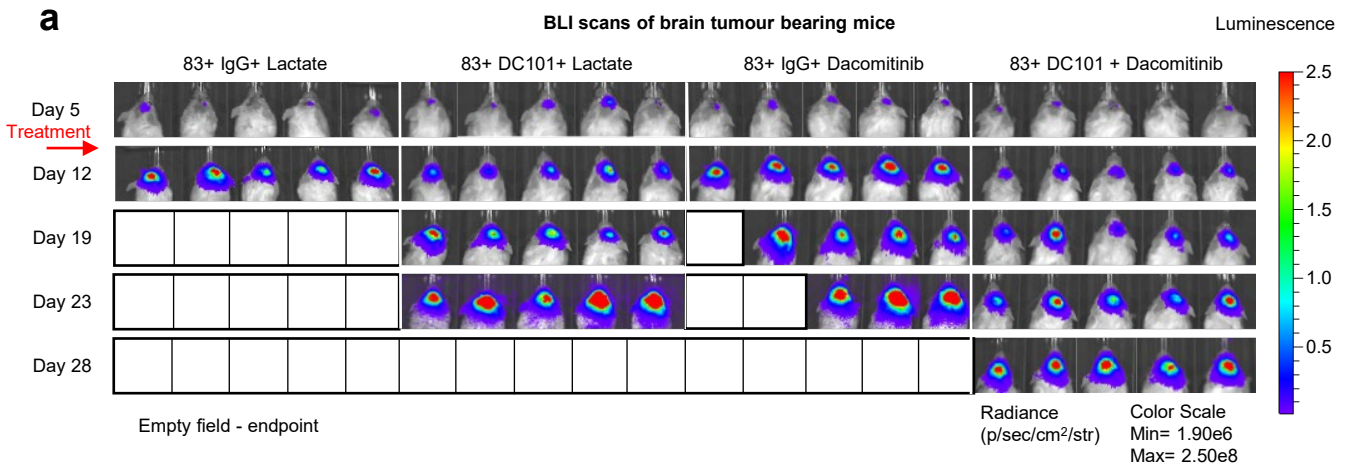 a
BLI scans of brain tumour bearing mice
Luminescence
83+ IgG+ Lactate
83+ DC101+ Lactate
83+ IgG+ Dacomitinib
83+ DC101 + Dacomitinib
Day 5
Treatment
Day 12
Day 19
Day 23
Day 28
2.5
2.0
1.5
1.0
0.5
Empty field - endpoint
Radiance
(p/sec/cm²/str)
Color Scale
Min= 1.90e6
Max= 2.50e8